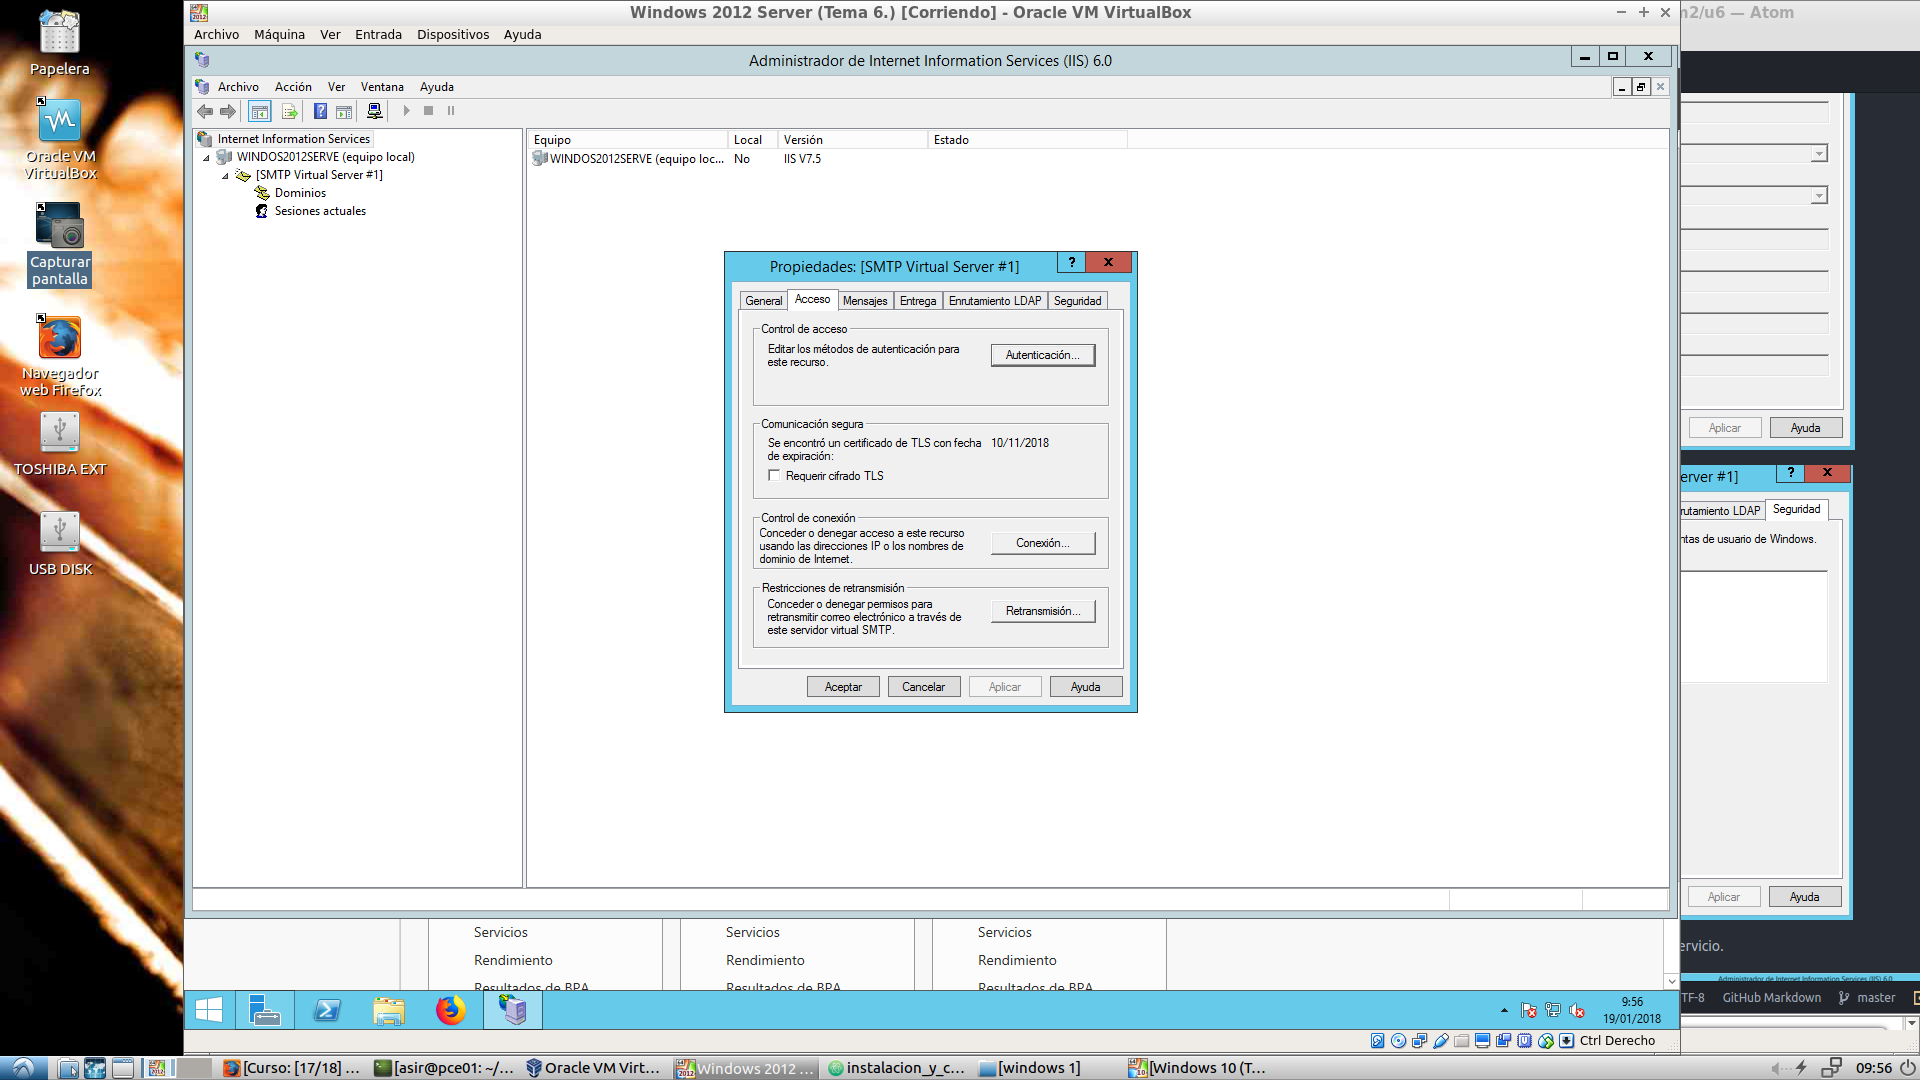 Windows 2012 Server (Tema 6.) [Corriendo] - Oracle VM VirtualBox
m2/u6 — Atom
Archivo Máquina Ver Entrada Dispositivos Ayuda
Administrador de Internet Information Services (IIS) 6.0
Archivo Acción Ver Ventana Ayuda
Internet Information Services
WINDOS2012SERVE (equipo local)
[SMTP Virtual Server #1]
Dominios
Sesiones actuales
Equipo Local Versión Estado
WINDOS2012SERVE (equipo loc... No IIS V7.5
Propiedades: [SMTP Virtual Server #1]
General Acceso Mensajes Entrega Enrutamiento LDAP Seguridad
Control de acceso
Editar los métodos de autenticación para
este recurso.
Autenticación...
Comunicación segura
Se encontró un certificado de TLS con fecha 10/11/2018
de expiración:
Requerir cifrado TLS
Control de conexión
Conceder o denegar acceso a este recurso
usando las direcciones IP o los nombres de
dominio de Internet.
Conexión...
Restricciones de retransmisión
Conceder o denegar permisos para
retransmitir correo electrónico a través de
este servidor virtual SMTP.
Retransmisión...
Aceptar Cancelar Aplicar Ayuda
Papelera
Oracle VM
VirtualBox
Capturar
pantalla
Navegador
web Firefox
TOSHIBA EXT
USB DISK
Aplicar Ayuda
erver #1]
rutamiento LDAP Seguridad
ntas de usuario de Windows.
Aplicar Ayuda
ervicio.
Administrador de Internet Information Services (IIS) 6.0
TF-8 GitHub Markdown master
Servicios Servicios Servicios
Rendimiento Rendimiento Rendimiento
Resultados de BPA Resultados de BPA Resultados de BPA
9:56
19/01/2018
Ctrl Derecho
[Curso: [17/18] ... [asir@pce01: ~/... Oracle VM Virt... Windows 2012 ... instalacion_y_c... [windows 1] [Windows 10 (T... 09:56